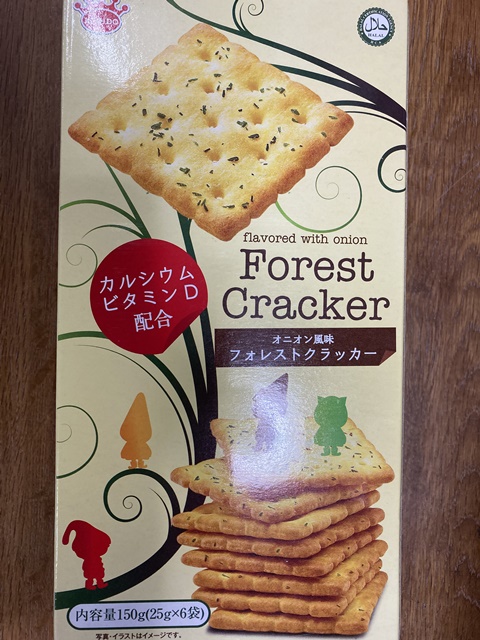 HALAL
flavored with onion
Forest
Cracker
オニオン風味
フォレストクラッカー
カルシウム
ビタミンD
配合
内容量150g(25g×6袋)
写真・イラストはイメージです。